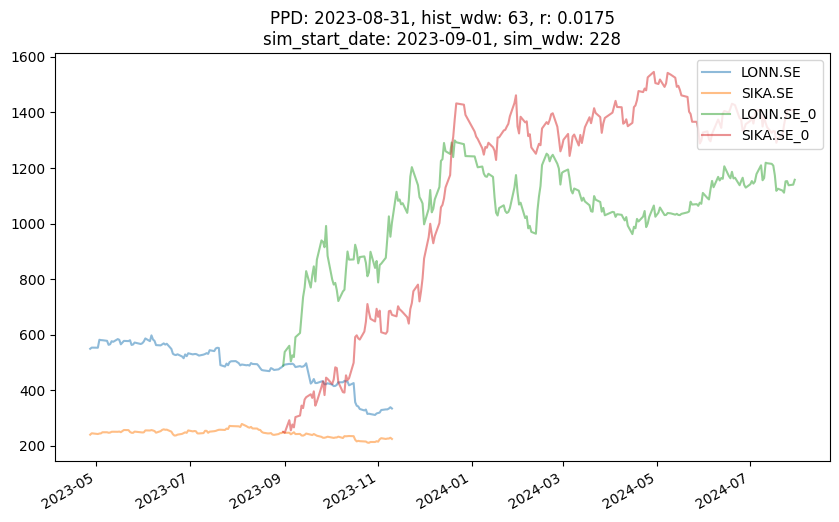 PPD: 2023-08-31, hist_wdw: 63, r: 0.0175
sim_start_date: 2023-09-01, sim_wdw: 228
1600
1400
1200
1000
800
600
400
200
LONN.SE
SIKA.SE
LONN.SE_0
SIKA.SE_0
2023-05
2023-07
2023-09
2023-11
2024-01
2024-03
2024-05
2024-07